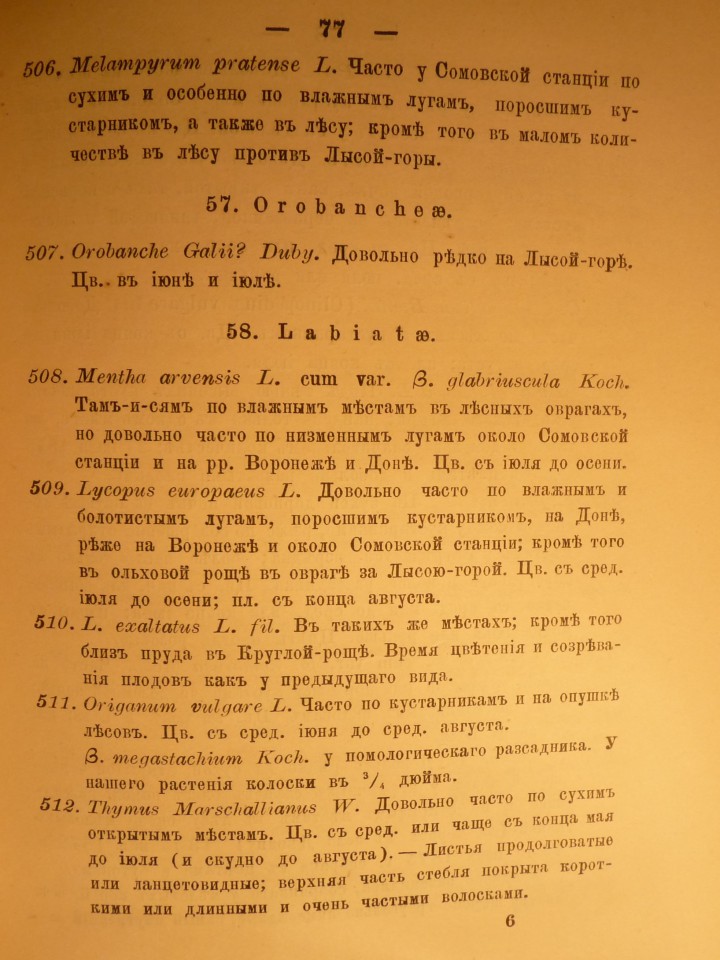 — 77 —
506. Melampyrum pratense L. Часто у Сомовской станціи по
сухимъ и особенно по влажнымъ лугамъ, поросшимъ ку-
старникомъ, а также въ лѣсу; кромѣ того въ маломъ коли-
чествѣ въ лѣсу противъ Лысой-горы.
57. Orobancheæ.
507. Orobanche Galii? Duby. Довольно рѣдко на Лысой-горѣ.
Цв. въ іюнѣ и іюлѣ.
58. Labiatæ.
508. Mentha arvensis L. cum var. β. glabriuscula Koch.
Тамъ-и-сямъ по влажнымъ мѣстамъ въ лѣсныхъ оврагахъ,
но довольно часто по низменнымъ лугамъ около Сомовской
станціи и на рр. Воронежѣ и Донѣ. Цв. съ іюля до осени.
509. Lycopus europaeus L. Довольно часто по влажнымъ и
болотистымъ лугамъ, поросшимъ кустарникомъ, на Донѣ,
рѣже на Воронежѣ и около Сомовской станціи; кромѣ того
въ ольховой рощѣ въ оврагѣ за Лысою-горой. Цв. съ сред.
іюля до осени; пл. съ конца августа.
510. L. exaltatus L. fil. Въ такихъ же мѣстахъ; кромѣ того
близъ пруда въ Круглой-рощѣ. Время цвѣтенія и созрѣва-
нія плодовъ какъ у предыдущаго вида.
511. Origanum vulgare L. Часто по кустарникамъ и на опушкѣ
лѣсовъ. Цв. съ сред. іюня до сред. августа.
β. megastachium Koch. у помологическаго разсадника. У
нашего растенія колоски въ ³/₄ дюйма.
512. Thymus Marschallianus W. Довольно часто по сухимъ
открытымъ мѣстамъ. Цв. съ сред. или чаще съ конца мая
до іюля (и скудно до августа). — Листья продолговатые
или ланцетовидные; верхняя часть стебля покрыта корот-
кими или длинными и очень частыми волосками.
6